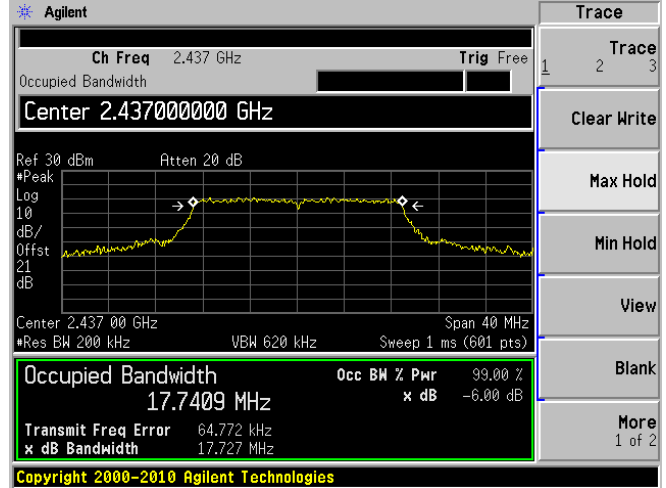 Agilent
Trace
Ch Freq 2.437 GHz Trig Free
Occupied Bandwidth
Center 2.437000000 GHz
Ref 30 dBm Atten 20 dB
#Peak
Log
10
dB/
Offst
21
dB
Center 2.437 00 GHz Span 40 MHz
#Res BW 200 kHz VBW 620 kHz Sweep 1 ms (601 pts)
Occupied Bandwidth Occ BW % Pwr 99.00 %
17.7409 MHz x dB -6.00 dB
Transmit Freq Error 64.772 kHz
x dB Bandwidth 17.727 MHz
Copyright 2000-2010 Agilent Technologies
Trace
1 2 3
Clear Write
Max Hold
Min Hold
View
Blank
More
1 of 2